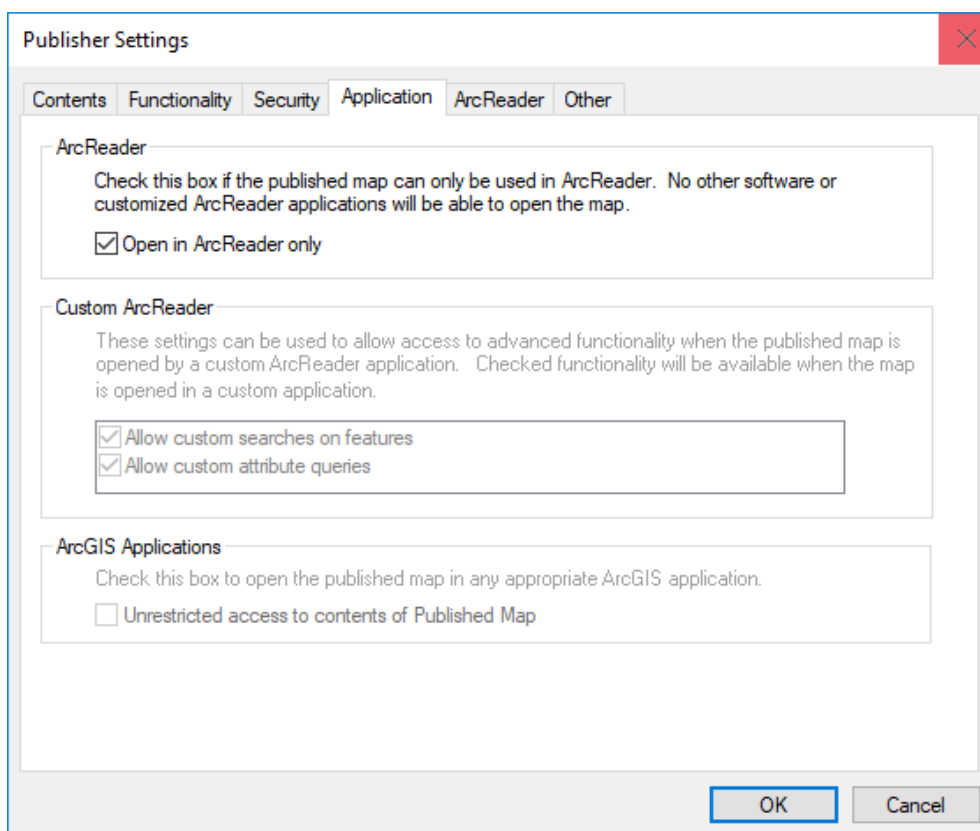 Publisher Settings
Contents Functionality Security Application ArcReader Other
ArcReader
Check this box if the published map can only be used in ArcReader. No other software or
customized ArcReader applications will be able to open the map.
Open in ArcReader only
Custom ArcReader
These settings can be used to allow access to advanced functionality when the published map is
opened by a custom ArcReader application. Checked functionality will be available when the map
is opened in a custom application.
Allow custom searches on features
Allow custom attribute queries
ArcGIS Applications
Check this box to open the published map in any appropriate ArcGIS application.
Unrestricted access to contents of Published Map
OK Cancel